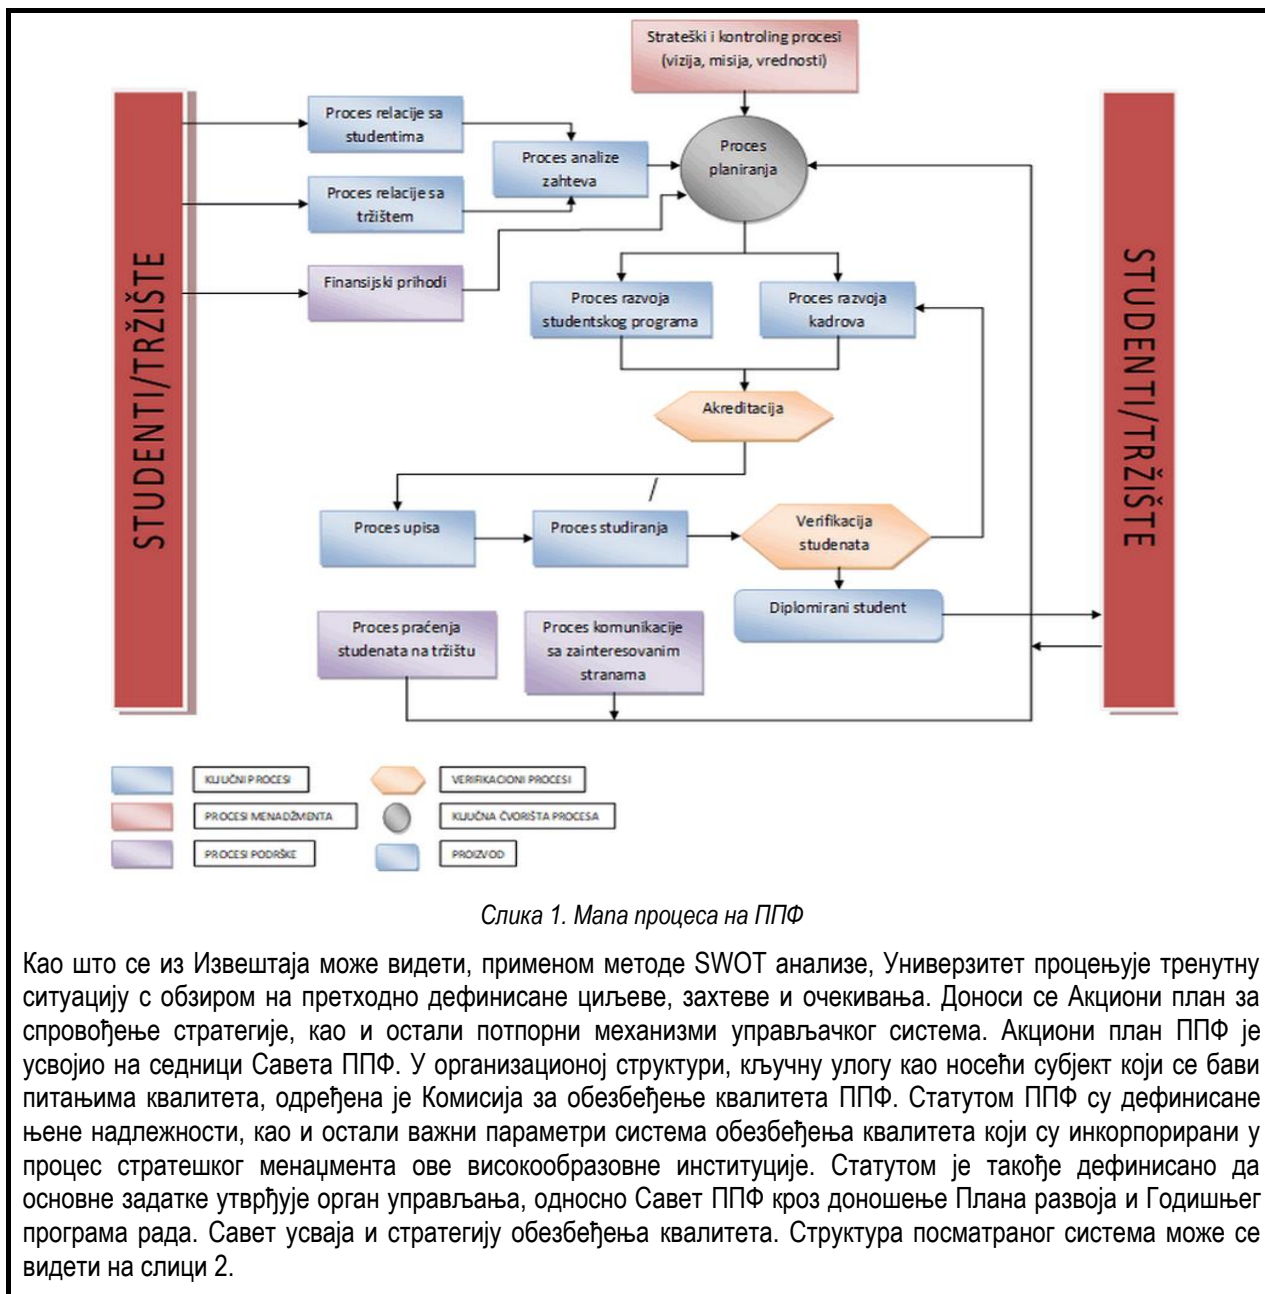 Strateški i kontroling procesi
(vizija, misija, vrednosti)
STUDENTI/TRŽIŠTE
Proces relacije sa
studentima
Proces analize
zahteva
Proces
planiranja
Proces relacije sa
tržištem
Finansijski prihodi
Proces razvoja
studentskog programa
Proces razvoja
kadrova
Akreditacija
/
Proces upisa
Proces studiranja
Verifikacija
studenata
Diplomirani student
Proces praćenja
studenata na tržištu
Proces komunikacije
sa zainteresovanim
stranama
STUDENTI/TRŽIŠTE
KLJUČNI PROCESI
VERIFIKACIONI PROCESI
PROCESI MENADŽMENTA
KLJUČNA ČVORIŠTA PROCESA
PROCESI PODRŠKE
PROIZVOD
Слика 1. Мапа процеса на ППФ
Као што се из Извештаја може видети, применом методе SWOT анализе, Универзитет процењује тренутну
ситуацију с обзиром на претходно дефинисане циљеве, захтеве и очекивања. Доноси се Акциони план за
спровођење стратегије, као и остали потпорни механизми управљачког система. Акциони план ППФ је
усвојио на седници Савета ППФ. У организационој структури, кључну улогу као носећи субјект који се бави
питањима квалитета, одређена је Комисија за обезбеђење квалитета ППФ. Статутом ППФ су дефинисане
њене надлежности, као и остали важни параметри система обезбеђења квалитета који су инкорпорирани у
процес стратешког менаџмента ове високообразовне институције. Статутом је такође дефинисано да
основне задатке утврђује орган управљања, односно Савет ППФ кроз доношење Плана развоја и Годишњег
програма рада. Савет усваја и стратегију обезбеђења квалитета. Структура посматраног система може се
видети на слици 2.